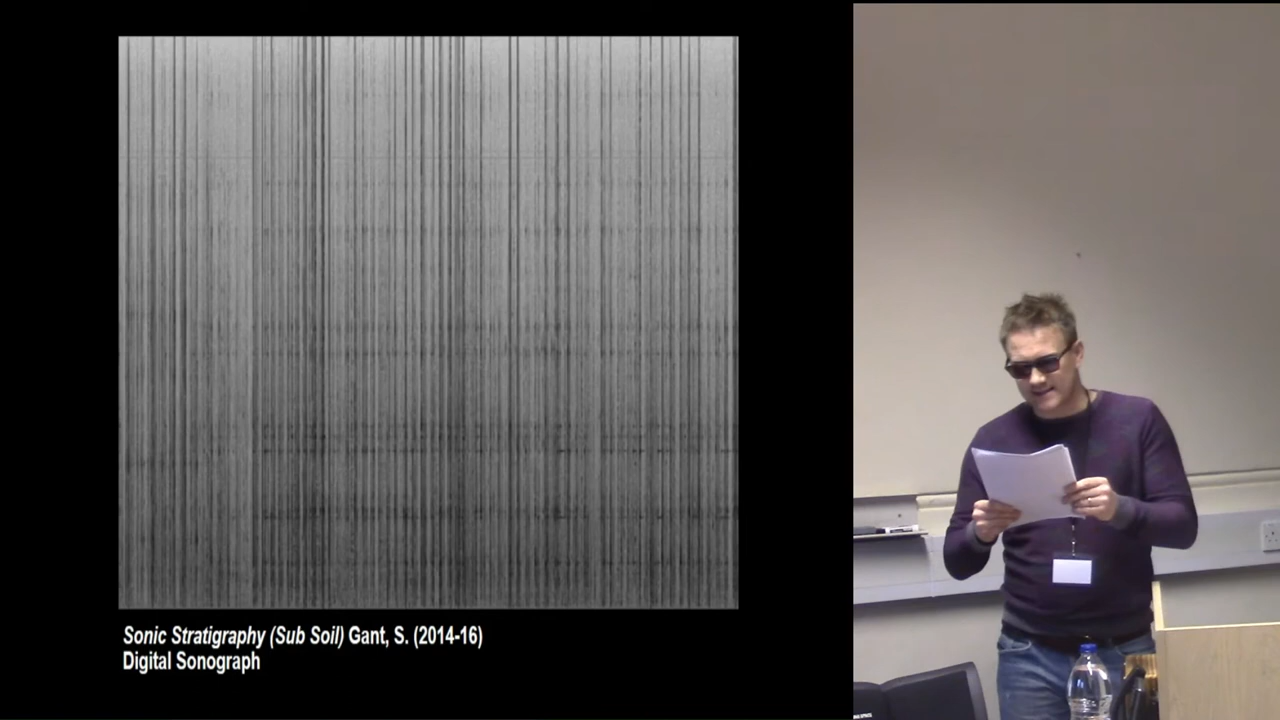 Sonic Stratigraphy (Sub Soil) Gant, S. (2014-16)
Digital Sonograph